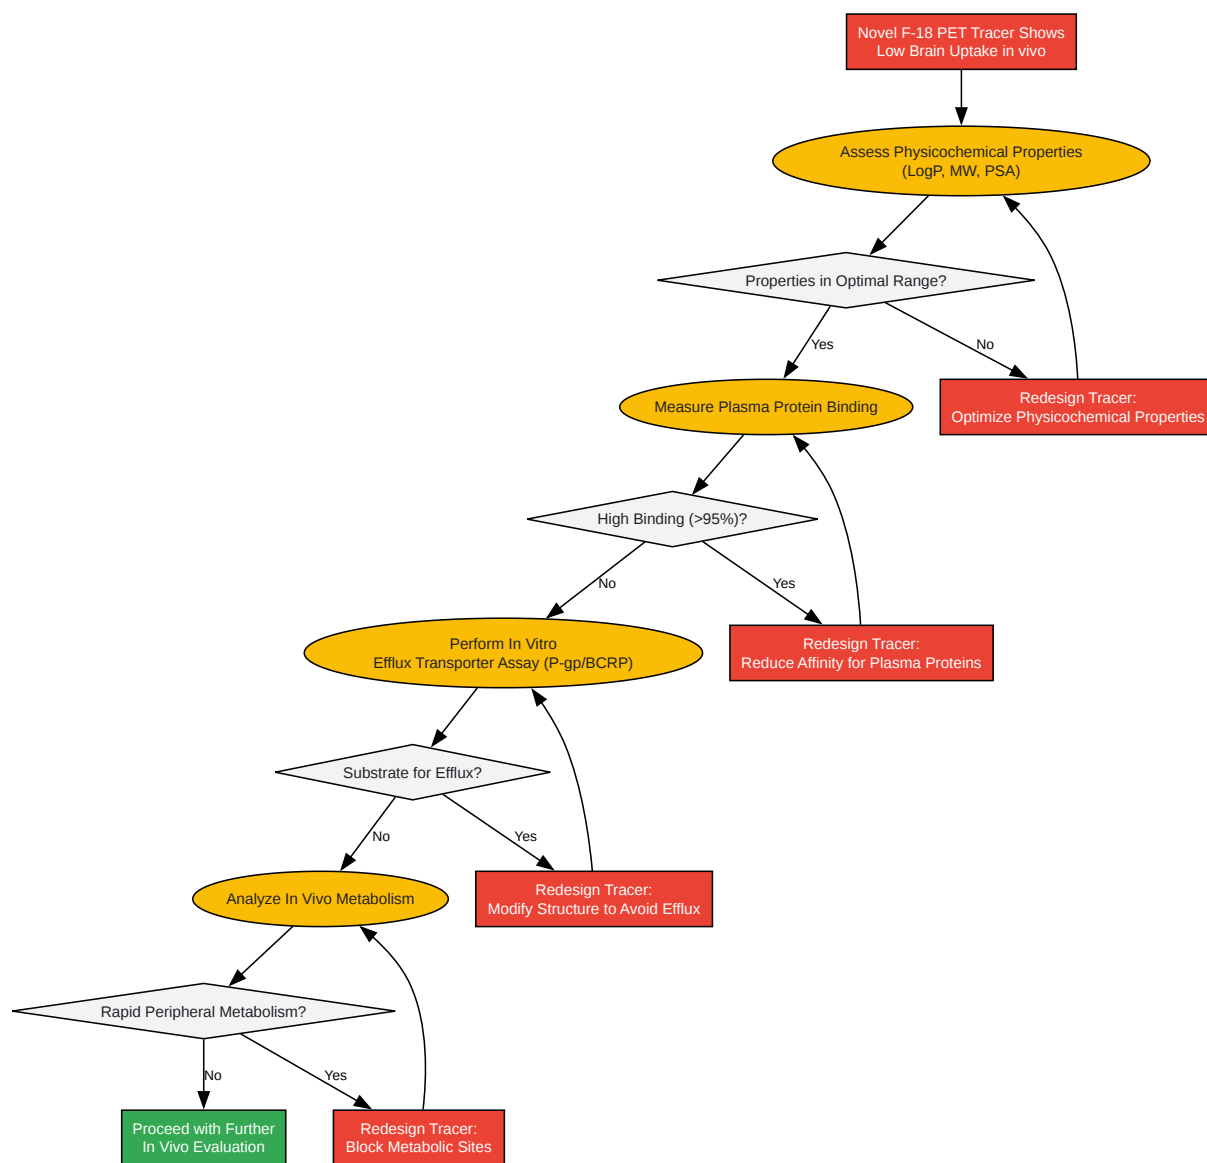 Novel F-18 PET Tracer Shows
Low Brain Uptake in vivo
Assess Physicochemical Properties
(LogP, MW, PSA)
Properties in Optimal Range?
Yes
No
Measure Plasma Protein Binding
Redesign Tracer:
Optimize Physicochemical Properties
High Binding (>95%)?
No
Yes
Perform In Vitro
Efflux Transporter Assay (P-gp/BCRP)
Redesign Tracer:
Reduce Affinity for Plasma Proteins
Substrate for Efflux?
No
Yes
Analyze In Vivo Metabolism
Redesign Tracer:
Modify Structure to Avoid Efflux
Rapid Peripheral Metabolism?
No
Yes
Proceed with Further
In Vivo Evaluation
Redesign Tracer:
Block Metabolic Sites